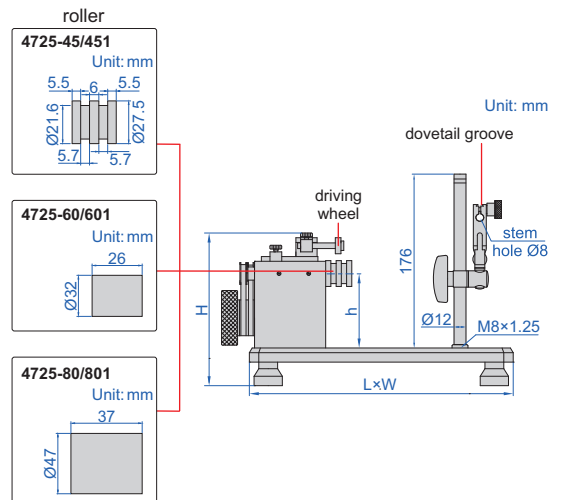 roller
4725-45/451
Unit: mm
5.5
6
5.5
Ø21.6
Ø27.5
5.7
5.7
4725-60/601
Unit: mm
26
Ø32
4725-80/801
Unit: mm
37
Ø47
Unit: mm
dovetail groove
driving
wheel
stem
hole Ø8
176
H
h
Ø12
M8×1.25
L×W